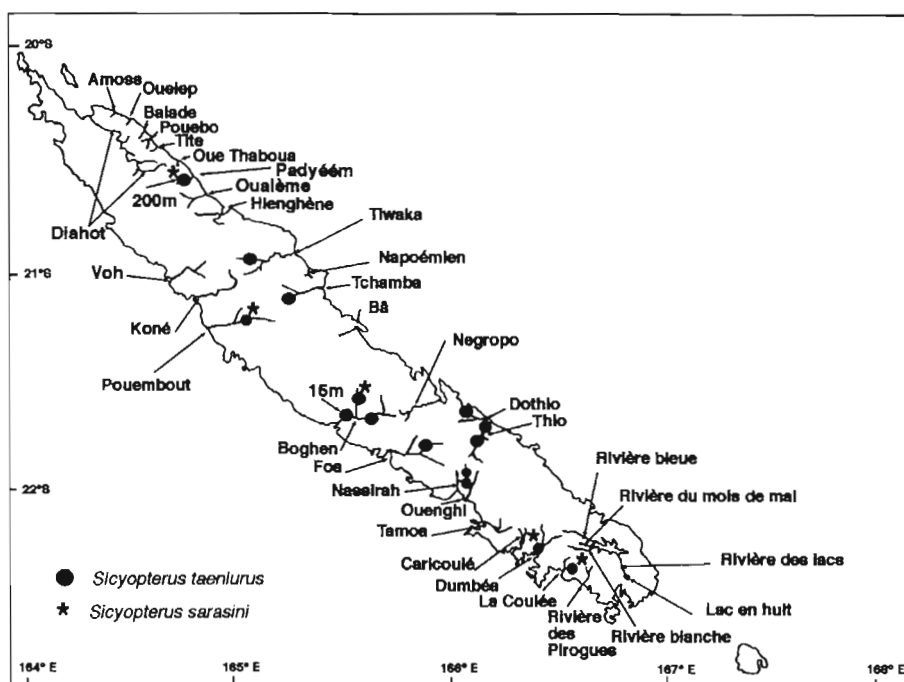 20°S
Amoss
Ouelep
Balade
Pouebo
Tite
Oue Thaboua
Padyéém
200m
Oualème
Hienghène
Diahot
Tiwaka
Napoémien
21°S
Voh
Tchamba
Bâ
Koné
Negropo
Pouembout
15m
Dothio
Thio
Boghen
Foa
Rivière bleue
22°S
Nassirah
Rivière du mois de mai
Ouenghi
Tamoa
Caricoulé
Rivière des lacs
Dumbéa
Sicyopterus taeniurus
La Coulée
Lac en huit
Sicyopterus sarasini
Rivière
des
Pirogues
Rivière blanche
164° E
165° E
166° E
167° E
168° E